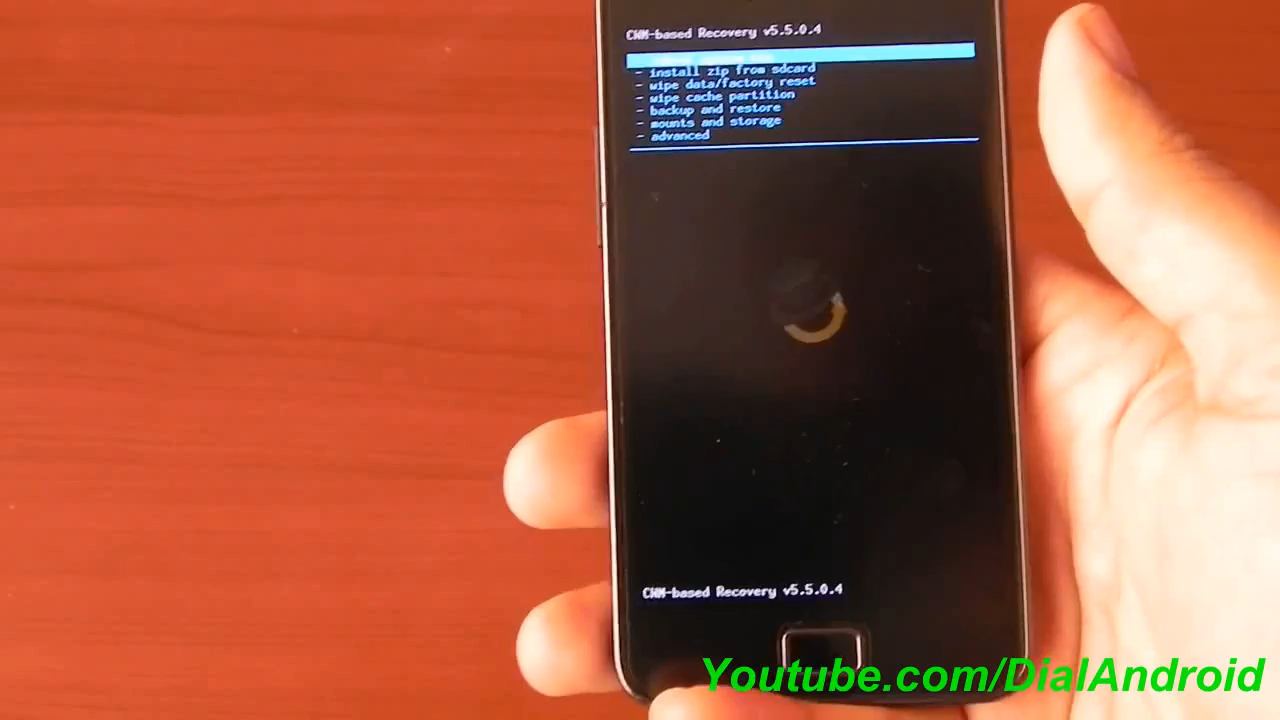 CWM-based Recovery v5.5.0.4
- install zip from sdcard
- wipe data/factory reset
- wipe cache partition
- backup and restore
- mounts and storage
- advanced
CWM-based Recovery v5.5.0.4
Youtube.com/DialAndroid